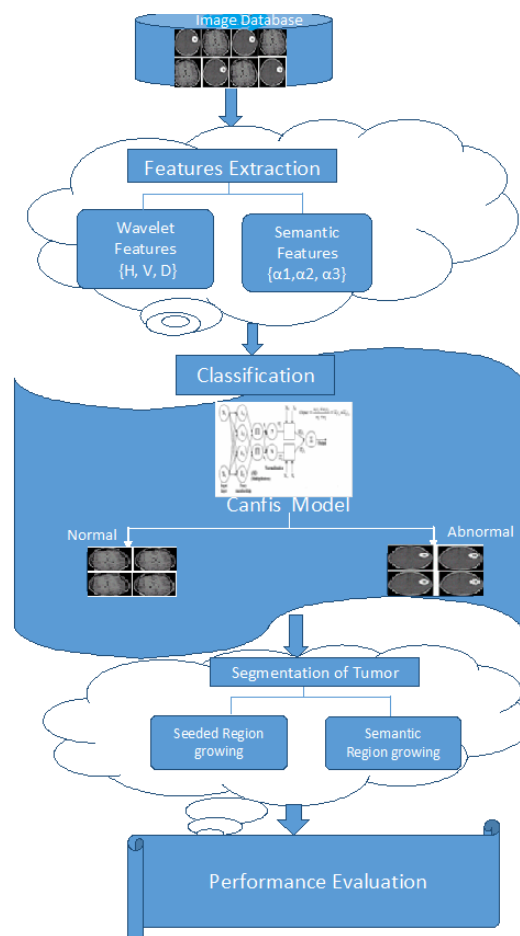 Image Database
Features Extraction
Wavelet
Features
{H, V, D}
Semantic
Features
{α1,α2, α3}
Classification
Canfis Model
Normal
Abnormal
Segmentation of Tumor
Seeded Region
growing
Semantic
Region growing
Performance Evaluation